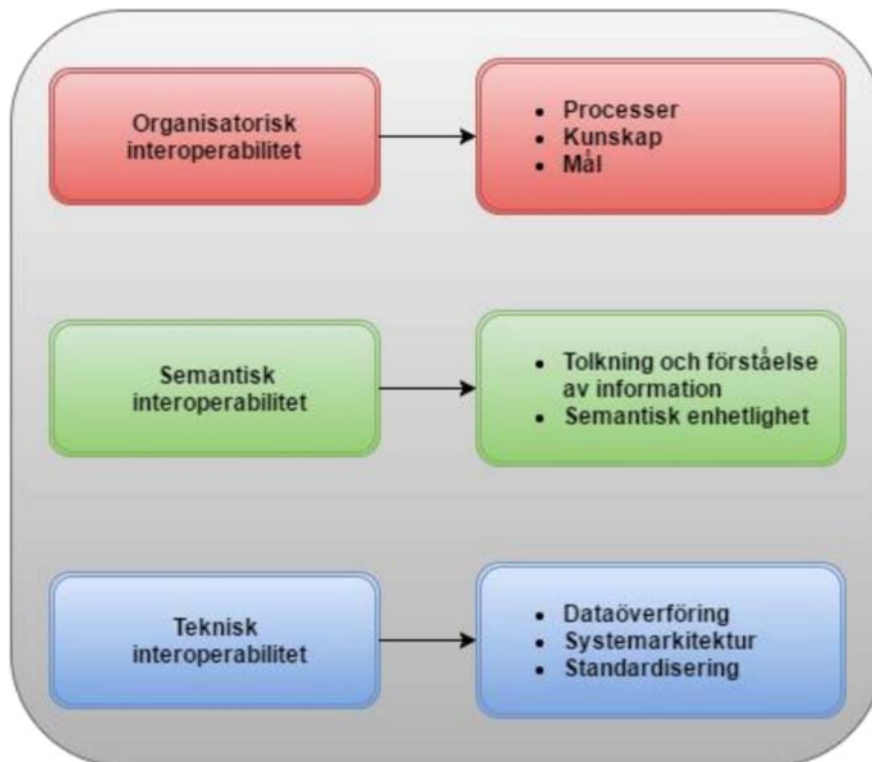 Organisatorisk
interoperabilitet
• Processer
• Kunskap
• Mål
Semantisk
interoperabilitet
• Tolkning och förståelse
av information
• Semantisk enhetlighet
Teknisk
interoperabilitet
• Dataöverföring
• Systemarkitektur
• Standardisering